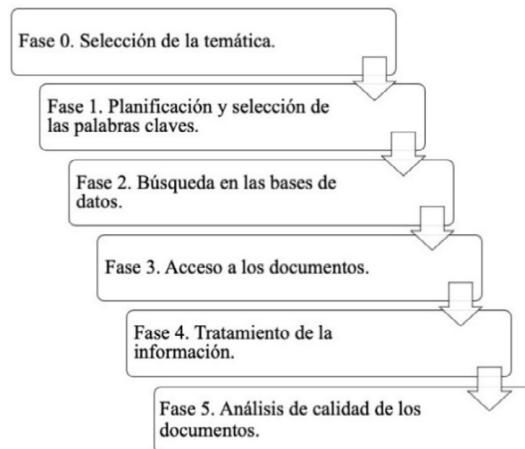 Fase 0. Selección de la temática.
Fase 1. Planificación y selección de
las palabras claves.
Fase 2. Búsqueda en las bases de
datos.
Fase 3. Acceso a los documentos.
Fase 4. Tratamiento de la
información.
Fase 5. Análisis de calidad de los
documentos.